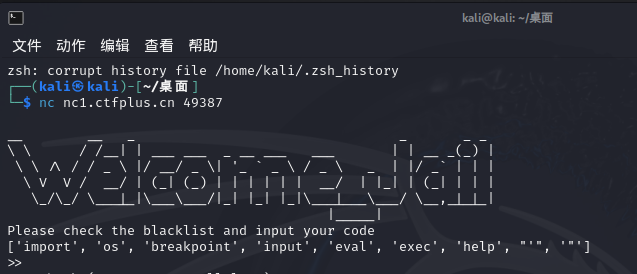 kali@kali: ~/桌面
文件 动作 编辑 查看 帮助
zsh: corrupt history file /home/kali/.zsh_history
┌──(kali㉿kali)-[~/桌面]
└─$ nc nc1.ctfplus.cn 49387
Welcome_Jail
Please check the blacklist and input your code
['import', 'os', 'breakpoint', 'input', 'eval', 'exec', 'help', "'", '"']
>>